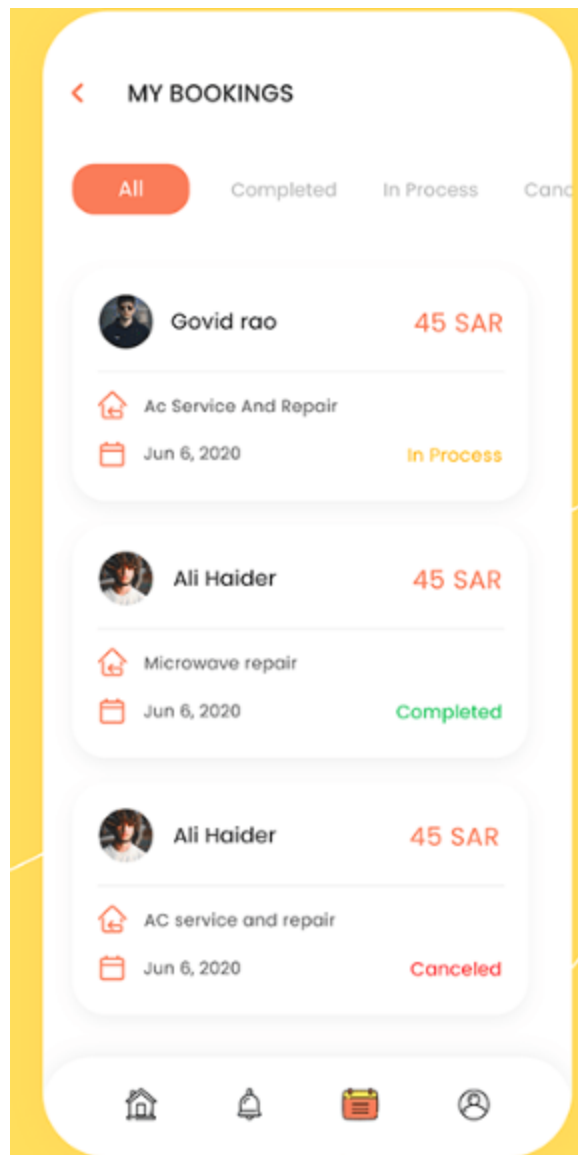 MY BOOKINGS
All Completed In Process Canc
Govid rao 45 SAR
Ac Service And Repair
Jun 6, 2020 In Process
Ali Haider 45 SAR
Microwave repair
Jun 6, 2020 Completed
Ali Haider 45 SAR
AC service and repair
Jun 6, 2020 Canceled